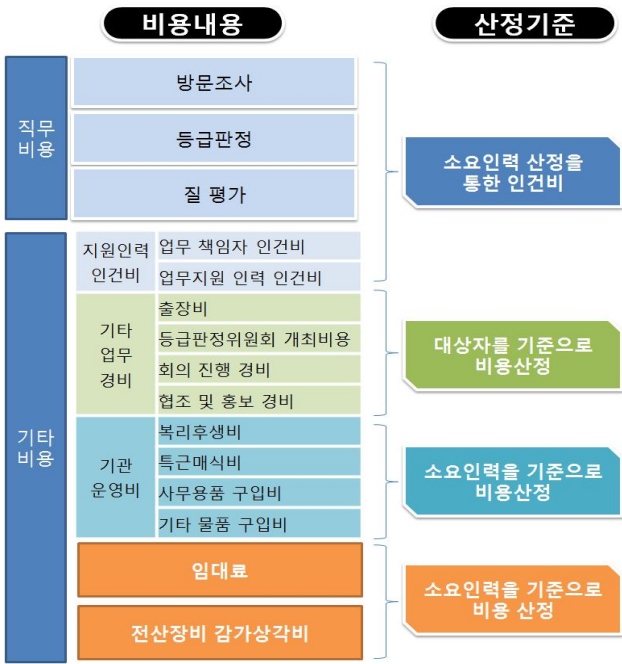 비용내용
산정기준
직무
비용
방문조사
등급판정
질 평가
소요인력 산정을
통한 인건비
기타
비용
지원인력
인건비
업무 책임자 인건비
업무지원 인력 인건비
기타
업무
경비
출장비
등급판정위원회 개최비용
회의 진행 경비
협조 및 홍보 경비
대상자를 기준으로
비용산정
기관
운영비
복리후생비
특근매식비
사무용품 구입비
기타 물품 구입비
소요인력을 기준으로
비용산정
임대료
전산장비 감가상각비
소요인력을 기준으로
비용 산정